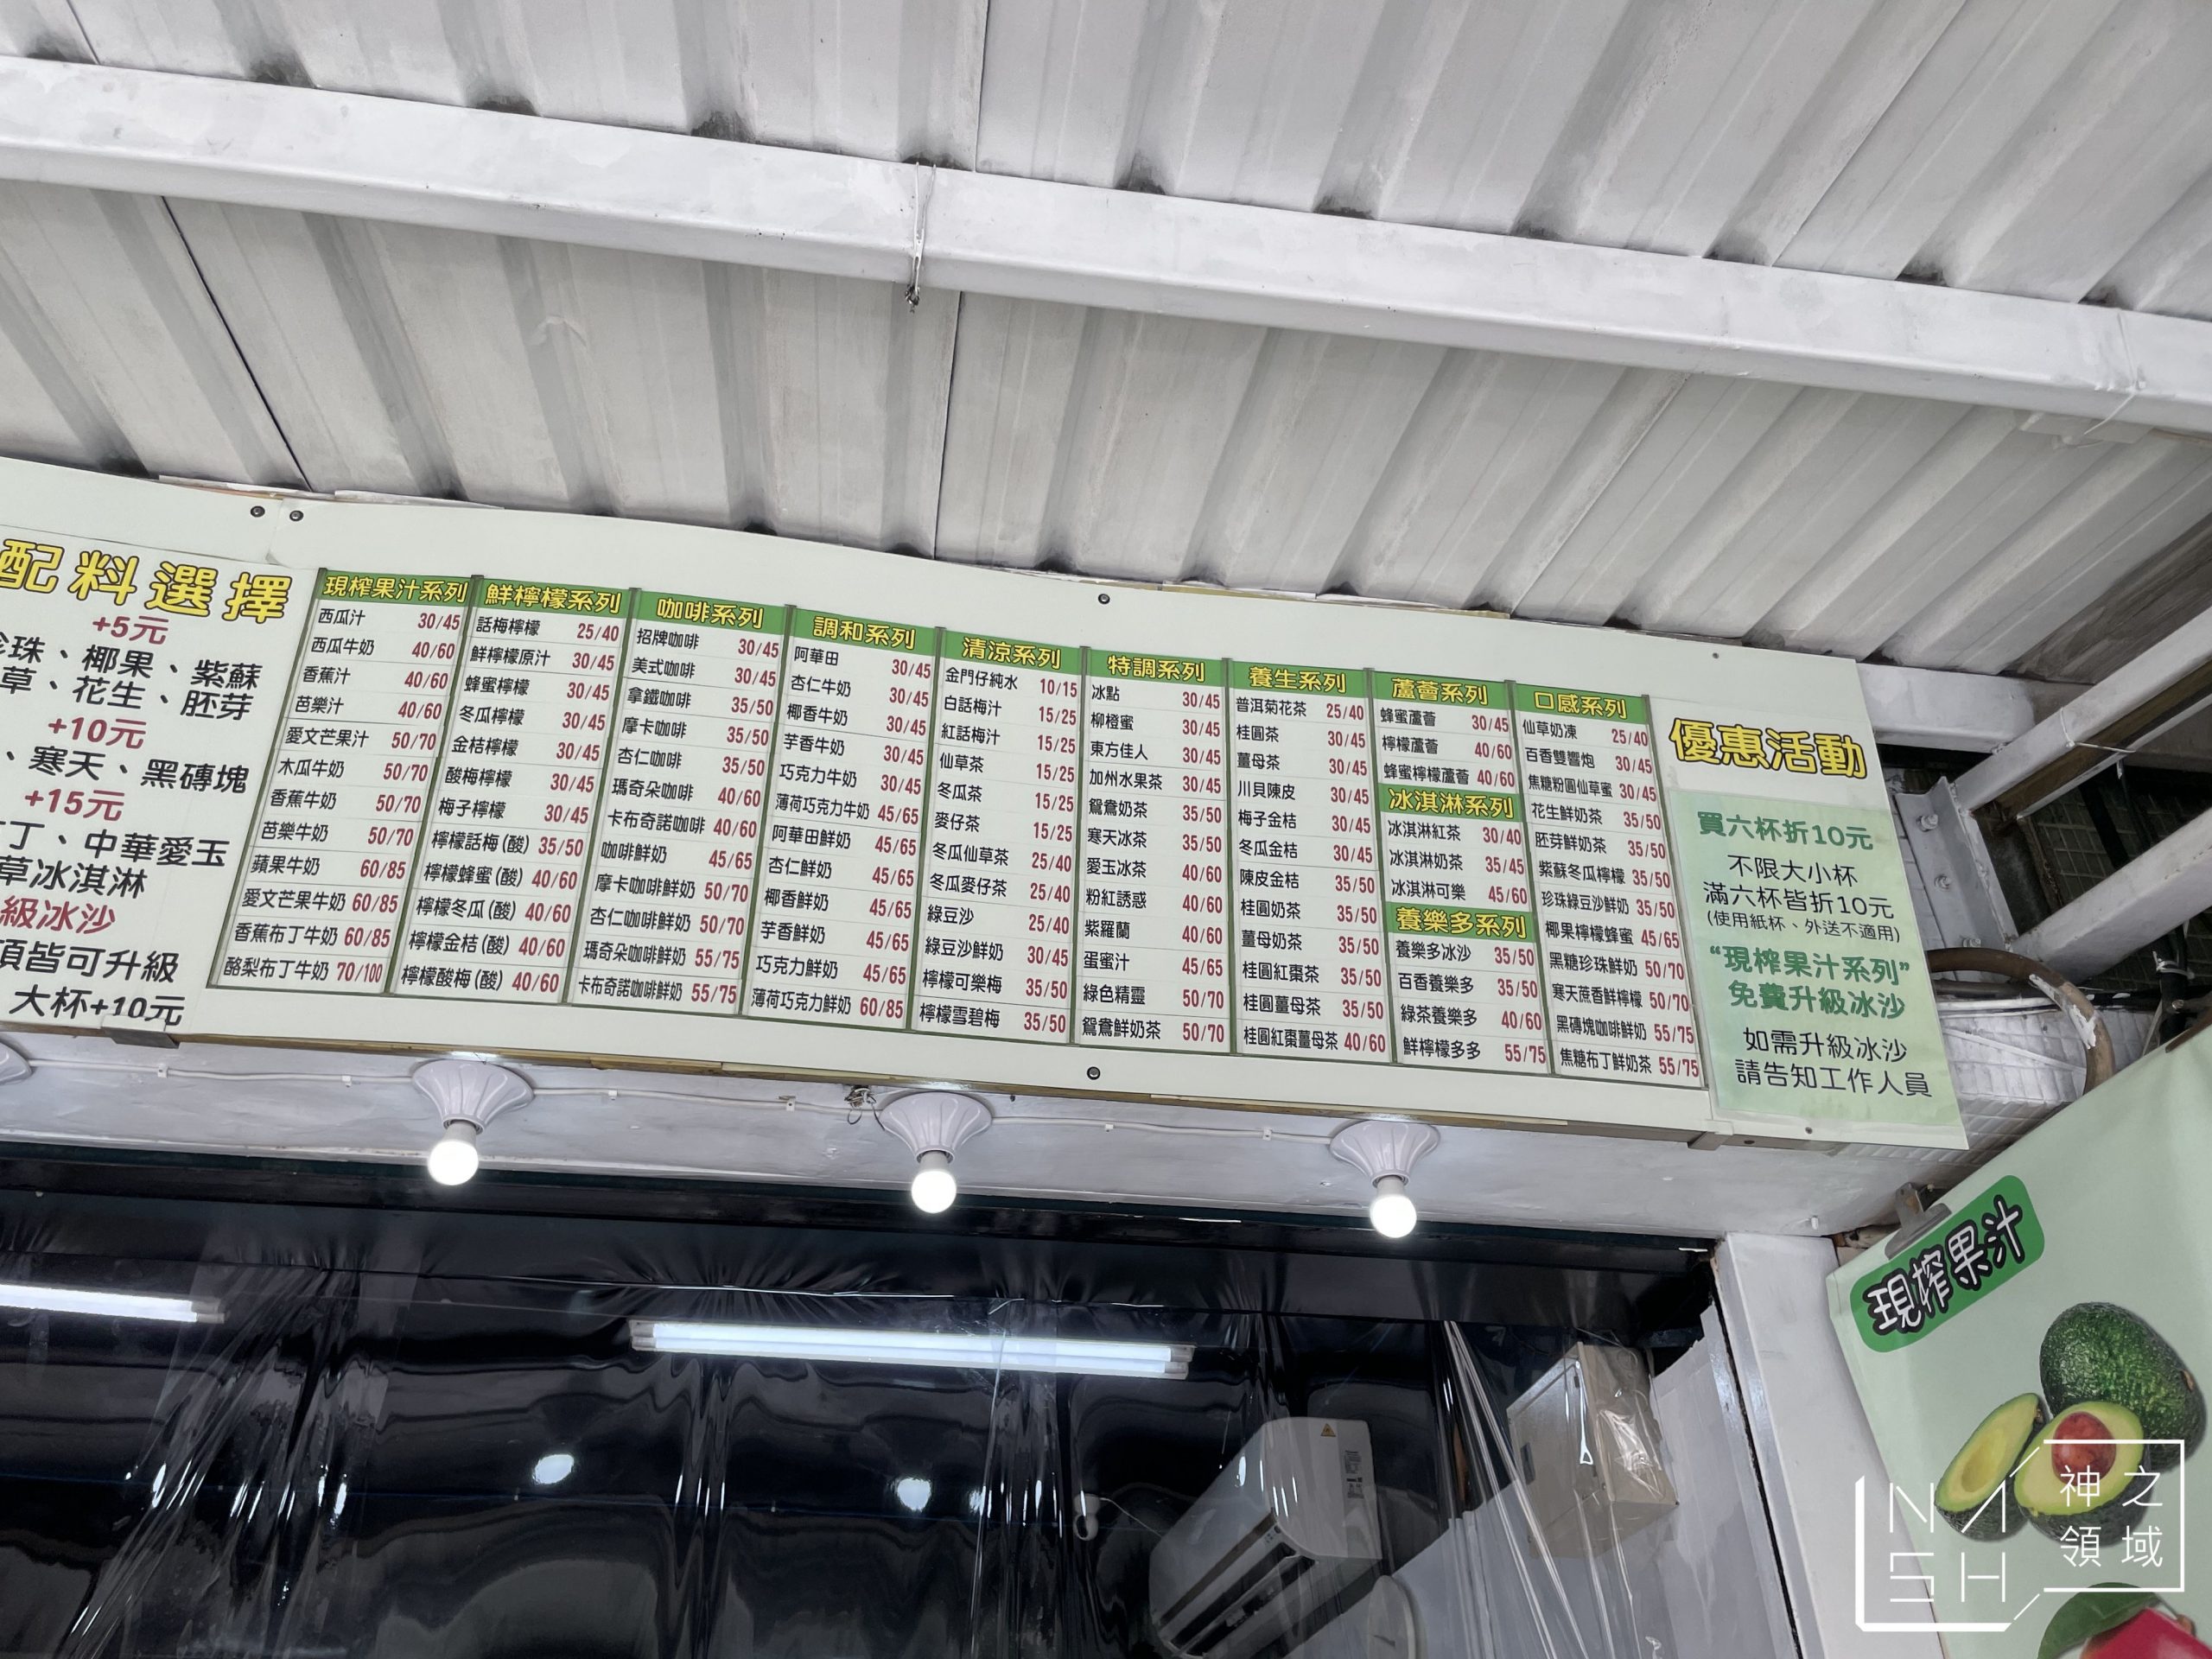 配料選擇
+5元
珍珠、椰果、紫蘇
草、花生、胚芽
+10元
、寒天、黑磚塊
+15元
丁、中華愛玉
草冰淇淋
級冰沙
頂皆可升級
大杯+10元
現榨果汁系列
西瓜汁 30/45
西瓜牛奶 40/60
香蕉汁 40/60
芭樂汁 40/60
愛文芒果汁 50/70
木瓜牛奶 50/70
香蕉牛奶 50/70
芭樂牛奶 50/70
蘋果牛奶 60/85
愛文芒果牛奶 60/85
香蕉布丁牛奶 60/85
酪梨布丁牛奶 70/100
鮮檸檬系列
話梅檸檬 25/40
鮮檸檬原汁 30/45
蜂蜜檸檬 30/45
冬瓜檸檬 30/45
金桔檸檬 30/45
酸梅檸檬 30/45
梅子檸檬 30/45
檸檬話梅(酸) 35/50
檸檬蜂蜜(酸) 40/60
檸檬冬瓜(酸) 40/60
檸檬金桔(酸) 40/60
檸檬酸梅(酸) 40/60
咖啡系列
招牌咖啡 30/45
美式咖啡 30/45
拿鐵咖啡 35/50
摩卡咖啡 35/50
杏仁咖啡 35/50
瑪奇朵咖啡 40/60
卡布奇諾咖啡 40/60
咖啡鮮奶 45/65
摩卡咖啡鮮奶 50/70
杏仁咖啡鮮奶 50/70
瑪奇朵咖啡鮮奶 55/75
卡布奇諾咖啡鮮奶 55/75
調和系列
阿華田 30/45
杏仁牛奶 30/45
椰香牛奶 30/45
芋香牛奶 30/45
巧克力牛奶 30/45
薄荷巧克力牛奶 45/65
阿華田鮮奶 45/65
杏仁鮮奶 45/65
椰香鮮奶 45/65
芋香鮮奶 45/65
巧克力鮮奶 45/65
薄荷巧克力鮮奶 60/85
清涼系列
金門仔純水 10/15
白話梅汁 15/25
紅話梅汁 15/25
仙草茶 15/25
冬瓜茶 15/25
麥仔茶 15/25
冬瓜仙草茶 25/40
冬瓜麥仔茶 25/40
綠豆沙 25/40
綠豆沙鮮奶 30/45
檸檬可樂梅 35/50
檸檬雪碧梅 35/50
特調系列
冰點 30/45
柳橙蜜 30/45
東方佳人 30/45
加州水果茶 30/45
鴛鴦奶茶 35/50
寒天冰茶 35/50
愛玉冰茶 40/60
粉紅誘惑 40/60
紫羅蘭 40/60
蛋蜜汁 45/65
綠色精靈 50/70
鴛鴦鮮奶茶 50/70
養生系列
普洱菊花茶 25/40
桂圓茶 30/45
薑母茶 30/45
川貝陳皮 30/45
梅子金桔 30/45
冬瓜金桔 30/45
陳皮金桔 35/50
桂圓奶茶 35/50
薑母奶茶 35/50
桂圓紅棗茶 35/50
桂圓薑母茶 35/50
桂圓紅棗薑母茶 40/60
蘆薈系列
蜂蜜蘆薈 30/45
檸檬蘆薈 40/60
蜂蜜檸檬蘆薈 40/60
冰淇淋系列
冰淇淋紅茶 30/40
冰淇淋奶茶 35/45
冰淇淋可樂 45/60
養樂多系列
養樂多冰沙 35/50
百香養樂多 35/50
綠茶養樂多 40/60
鮮檸檬多多 55/75
口感系列
仙草奶凍 25/40
百香雙響炮 30/45
焦糖粉圓仙草蜜 30/45
花生鮮奶茶 35/50
胚芽鮮奶茶 35/50
紫蘇冬瓜檸檬 35/50
珍珠綠豆沙鮮奶 35/50
椰果檸檬蜂蜜 45/65
黑糖珍珠鮮奶 50/70
寒天蔗香鮮檸檬 50/70
黑磚塊咖啡鮮奶 55/75
焦糖布丁鮮奶茶 55/75
優惠活動
買六杯折10元
不限大小杯
滿六杯皆折10元
(使用紙杯、外送不適用)
“現榨果汁系列”
免費升級冰沙
如需升級冰沙
請告知工作人員
現榨果汁
NASH
神之
領域